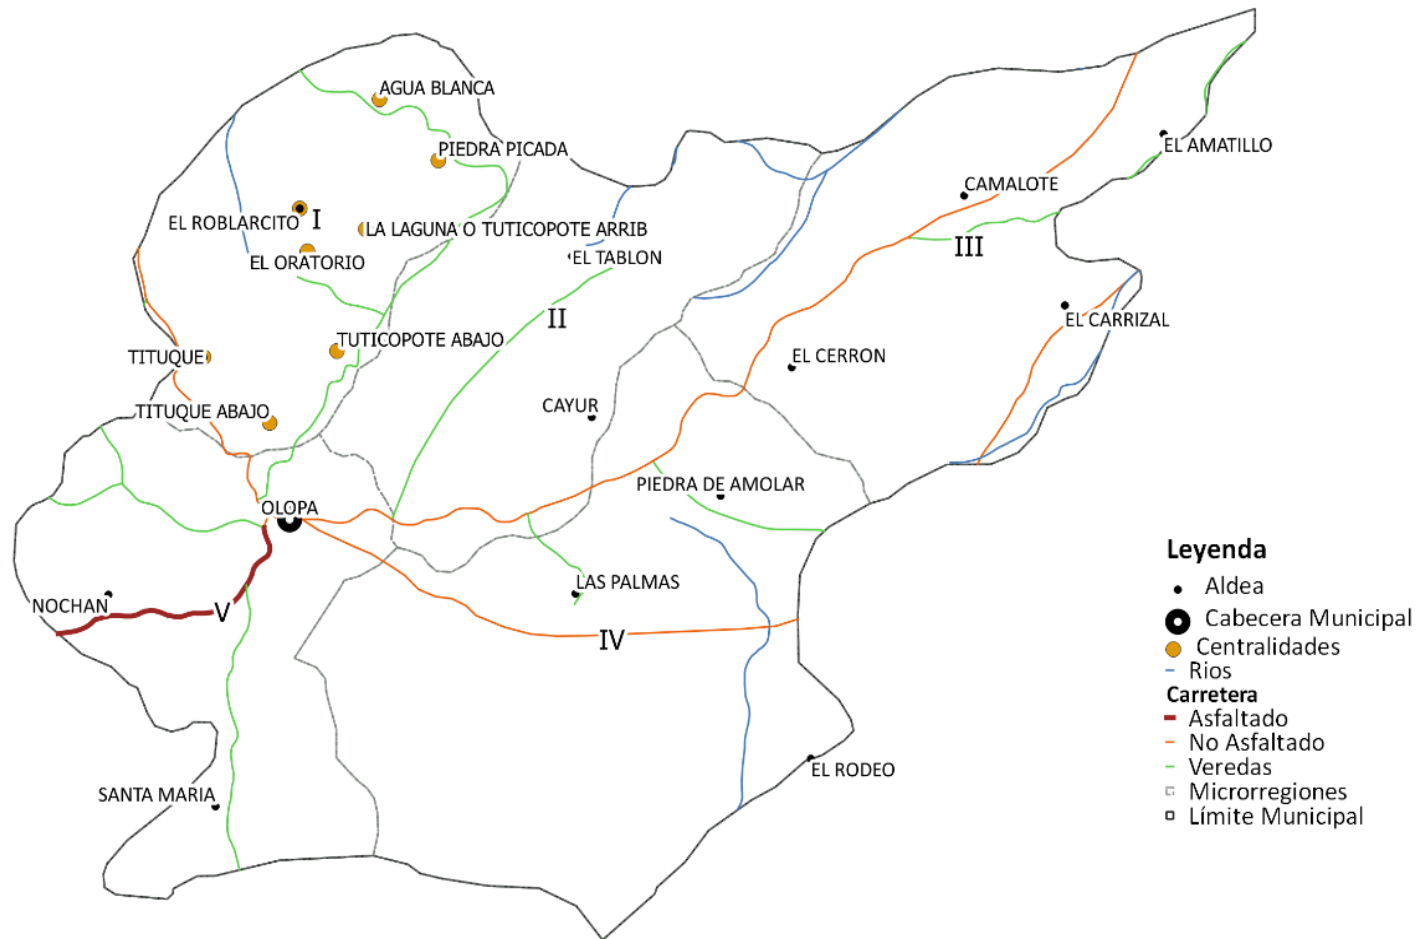 AGUA BLANCA
PIEDRA PICADA
EL AMATILLO
CAMALOTE
EL ROBLARCITO
I
LA LAGUNA O TUTICOPOTE ARRIB
III
EL ORATORIO
EL TABLON
II
EL CARRIZAL
TUTICOPOTE ABAJO
TITUQUE
EL CERRON
TITUQUE ABAJO
CAYUR
PIEDRA DE AMOLAR
OLOPA
LAS PALMAS
NOCHAN
V
IV
EL RODEO
SANTA MARIA
Leyenda
Aldea
Cabecera Municipal
Centralidades
Rios
Carretera
Asfaltado
No Asfaltado
Veredas
Microrregiones
Límite Municipal